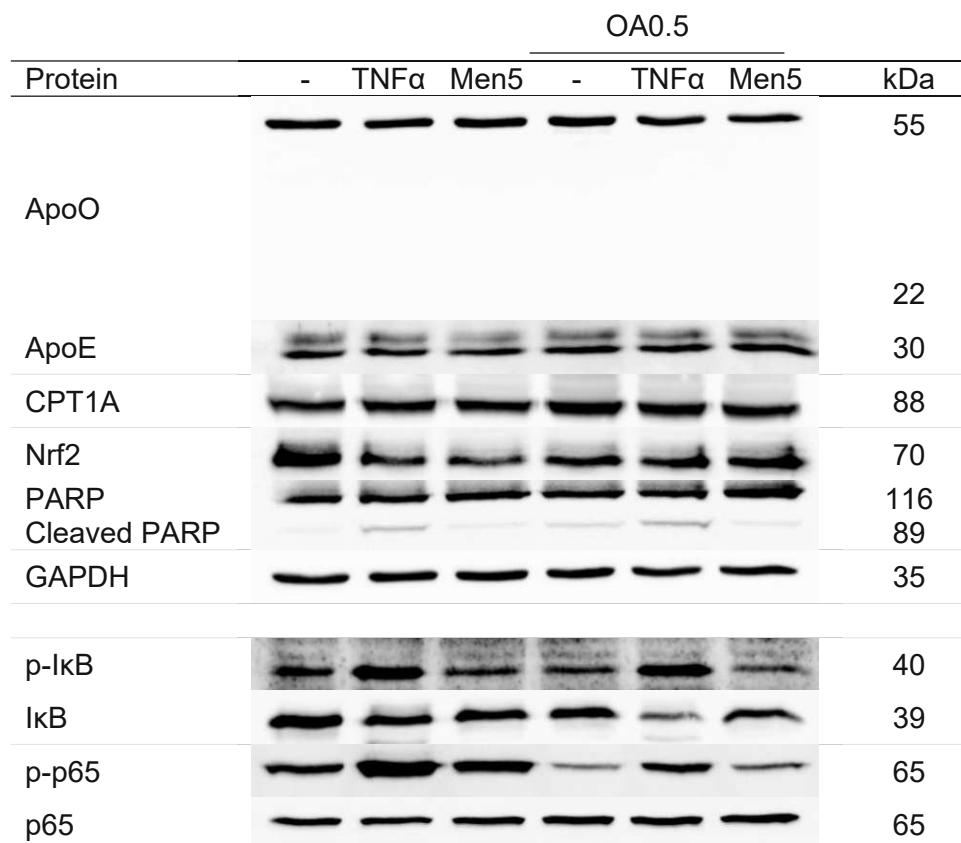 OA0.5
Protein - TNFα Men5 - TNFα Men5 kDa
55
ApoO
22
ApoE 30
CPT1A 88
Nrf2 70
PARP 116
Cleaved PARP 89
GAPDH 35
p-IκB 40
IκB 39
p-p65 65
p65 65